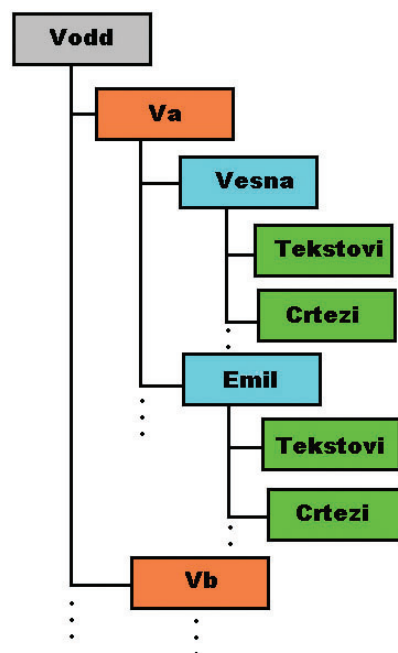 Vodd
Va
Vesna
Tekstovi
Crtezi
Emil
Tekstovi
Crtezi
Vb